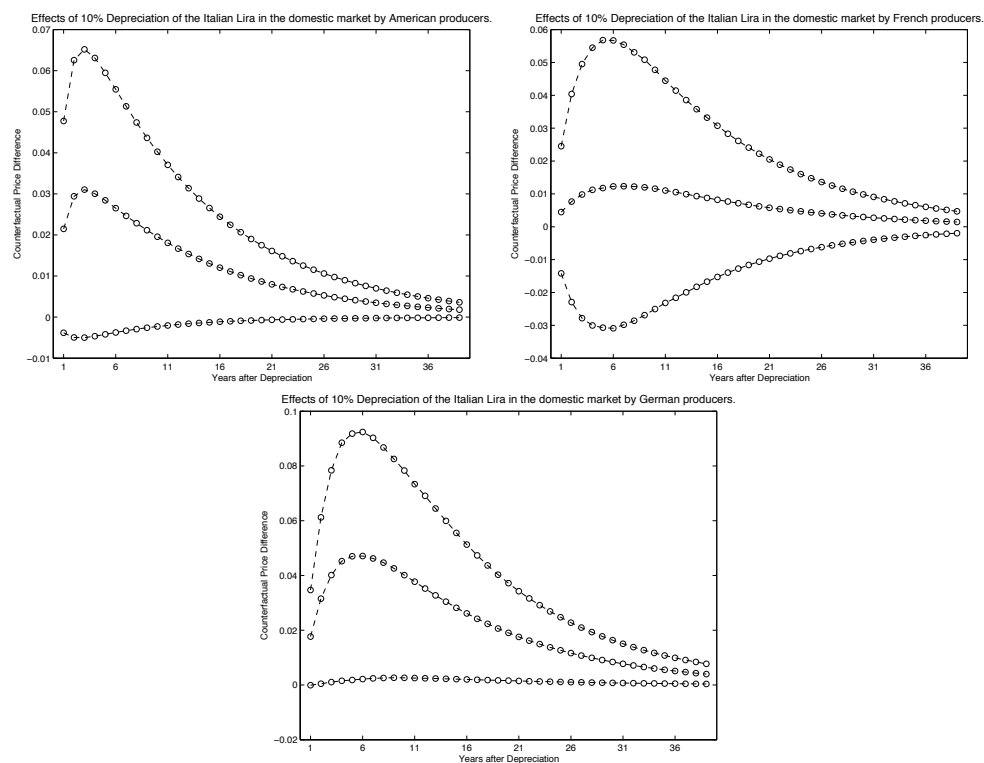 Effects of 10% Depreciation of the Italian Lira in the domestic market by American producers.
0.07
0.06
0.05
0.04
0.03
0.02
0.01
0
−0.01
Counterfactual Price Difference
1 6 11 16 21 26 31 36
Years after Depreciation
Effects of 10% Depreciation of the Italian Lira in the domestic market by French producers.
0.06
0.05
0.04
0.03
0.02
0.01
0
−0.01
−0.02
−0.03
−0.04
Counterfactual Price Difference
1 6 11 16 21 26 31 36
Years after Depreciation
Effects of 10% Depreciation of the Italian Lira in the domestic market by German producers.
0.1
0.08
0.06
0.04
0.02
0
−0.02
Counterfactual Price Difference
1 6 11 16 21 26 31 36
Years after Depreciation